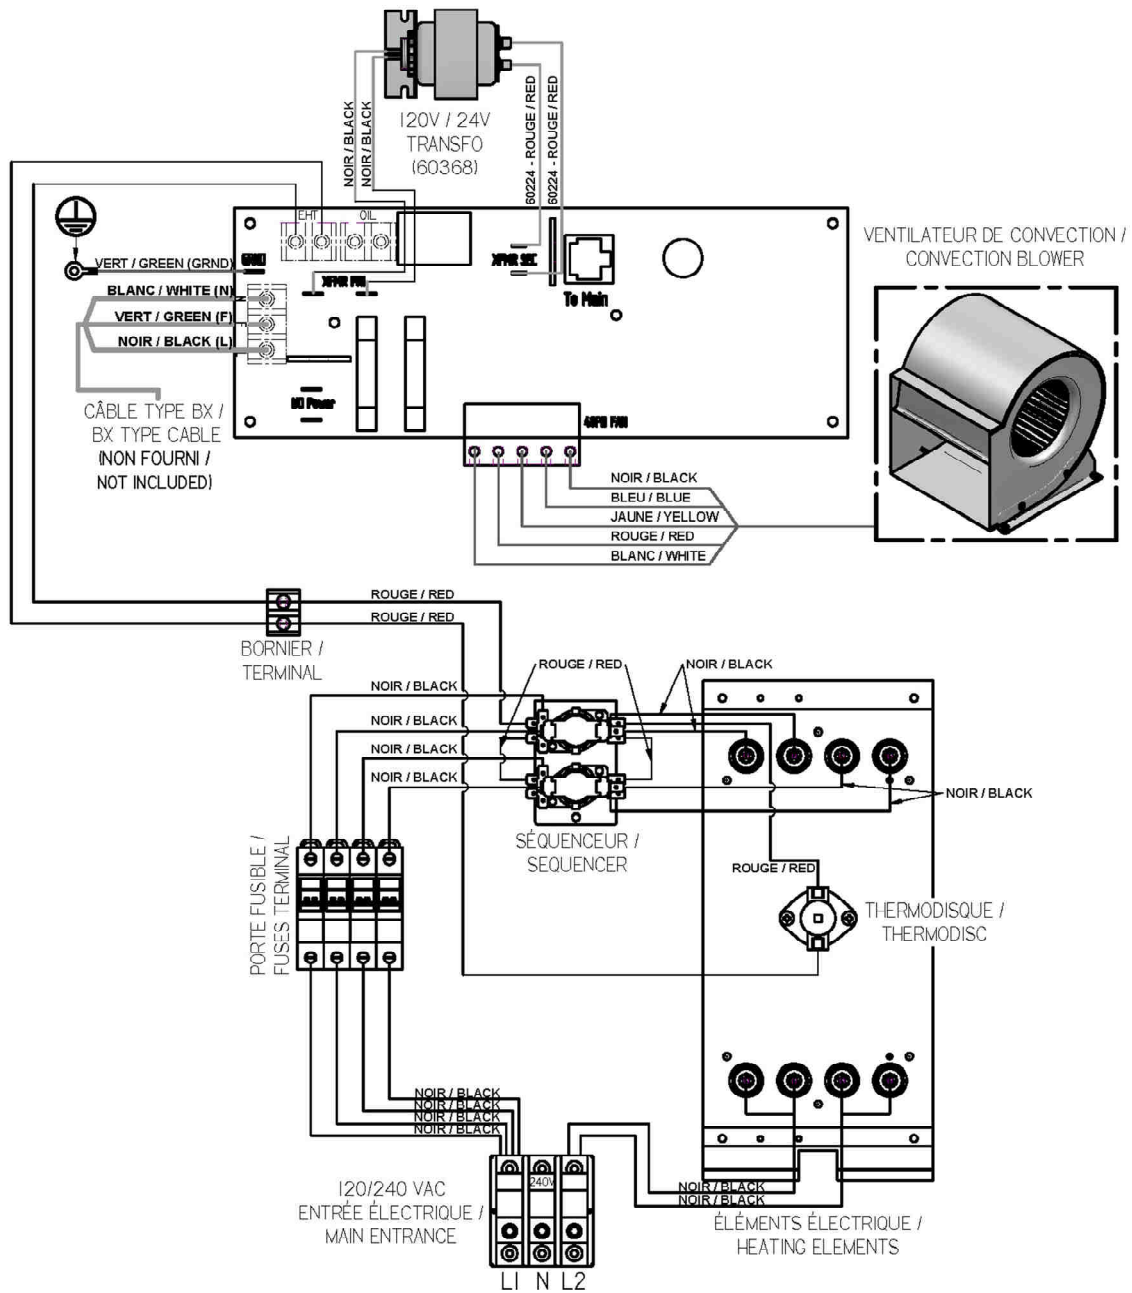 120V / 24V
TRANSFO
(60368)
NOIR / BLACK
NOIR / BLACK
60224 - ROUGE / RED
60224 - ROUGE / RED
EHT
OIL
VERT / GREEN (GRND)
GRND
BLANC / WHITE (N)
N
VERT / GREEN (F)
NOIR / BLACK (L)
L
XFMR SEC
To Main
CÂBLE TYPE BX /
BX TYPE CABLE
(NON FOURNI /
NOT INCLUDED)
VENTILATEUR DE CONVECTION /
CONVECTION BLOWER
NOIR / BLACK
BLEU / BLUE
JAUNE / YELLOW
ROUGE / RED
BLANC / WHITE
ROUGE / RED
ROUGE / RED
BORNIER /
TERMINAL
ROUGE / RED
NOIR / BLACK
NOIR / BLACK
NOIR / BLACK
NOIR / BLACK
NOIR / BLACK
NOIR / BLACK
SÉQUENCEUR /
SEQUENCER
ROUGE / RED
THERMODISQUE /
THERMODISC
PORTE FUSIBLE /
FUSES TERMINAL
NOIR / BLACK
NOIR / BLACK
NOIR / BLACK
NOIR / BLACK
120/240 VAC
ENTRÉE ÉLECTRIQUE /
MAIN ENTRANCE
240V
L1 N L2
NOIR / BLACK
NOIR / BLACK
ÉLÉMENTS ÉLECTRIQUE /
HEATING ELEMENTS